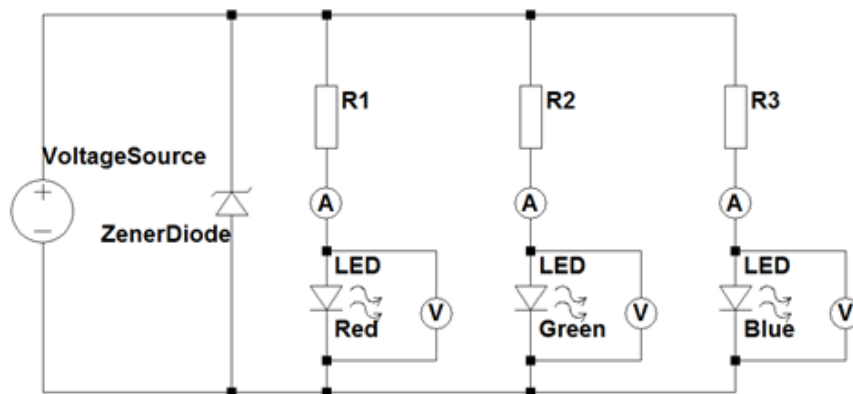 R1
R2
R3
VoltageSource
+
A
A
A
ZenerDiode
LED
LED
LED
V
V
V
Red
Green
Blue